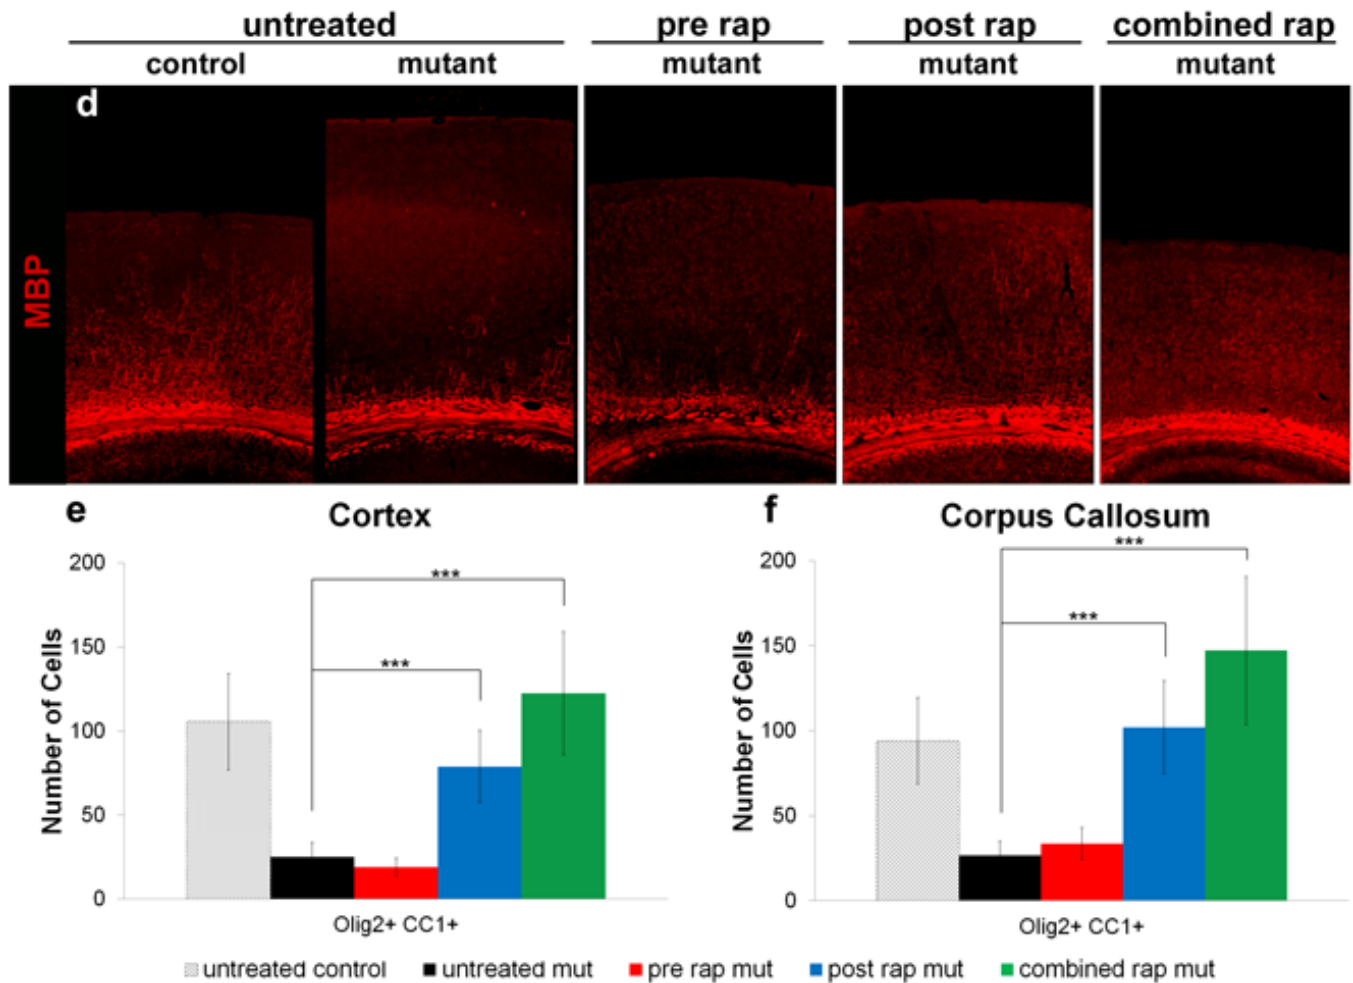 untreated pre rap post rap combined rap
control mutant mutant mutant mutant
d
MBP
e Cortex
200
150
100
50
0
Number of Cells
***
***
Olig2+ CC1+
f Corpus Callosum
200
150
100
50
0
Number of Cells
***
***
Olig2+ CC1+
untreated control untreated mut pre rap mut post rap mut combined rap mut